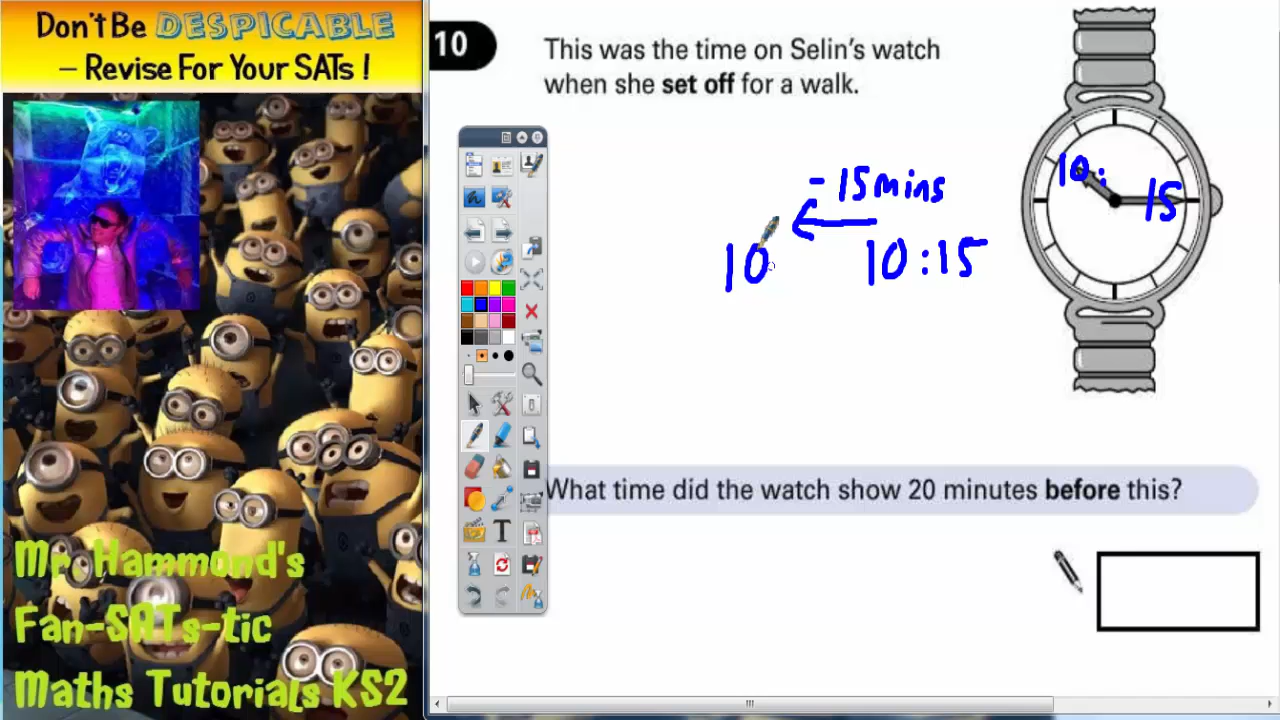 Don't Be DESPICABLE
– Revise For Your SATs !
10
This was the time on Selin's watch
when she set off for a walk.
10:
15
- 15mins
10
10:15
What time did the watch show 20 minutes before this?
T
Mr. Hammond's
Fan-SATs-tic
Maths Tutorials KS2